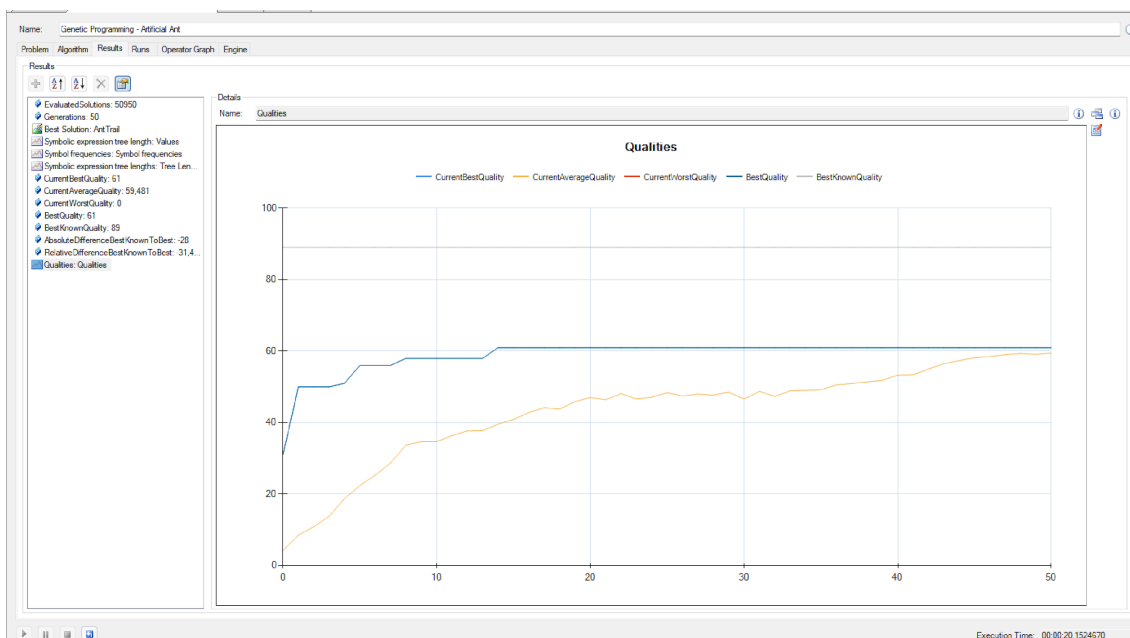 Name: Genetic Programming - Artificial Ant
Problem Algorithm Results Runs Operator Graph Engine
Results
EvaluatedSolutions: 50950
Generations: 50
Best Solution: AntTrail
Symbolic expression tree length: Values
Symbol frequencies: Symbol frequencies
Symbolic expression tree lengths: Tree Len...
CurrentBestQuality: 61
CurrentAverageQuality: 59,481
CurrentWorstQuality: 0
BestQuality: 61
BestKnownQuality: 89
AbsoluteDifferenceBestKnownToBest: -28
RelativeDifferenceBestKnownToBest: -31,4...
Qualities: Qualities
Details
Name: Qualities
Qualities
CurrentBestQuality CurrentAverageQuality CurrentWorstQuality BestQuality BestKnownQuality
100
80
60
40
20
0
0 10 20 30 40 50
Execution Time: 00:00:20.1524670